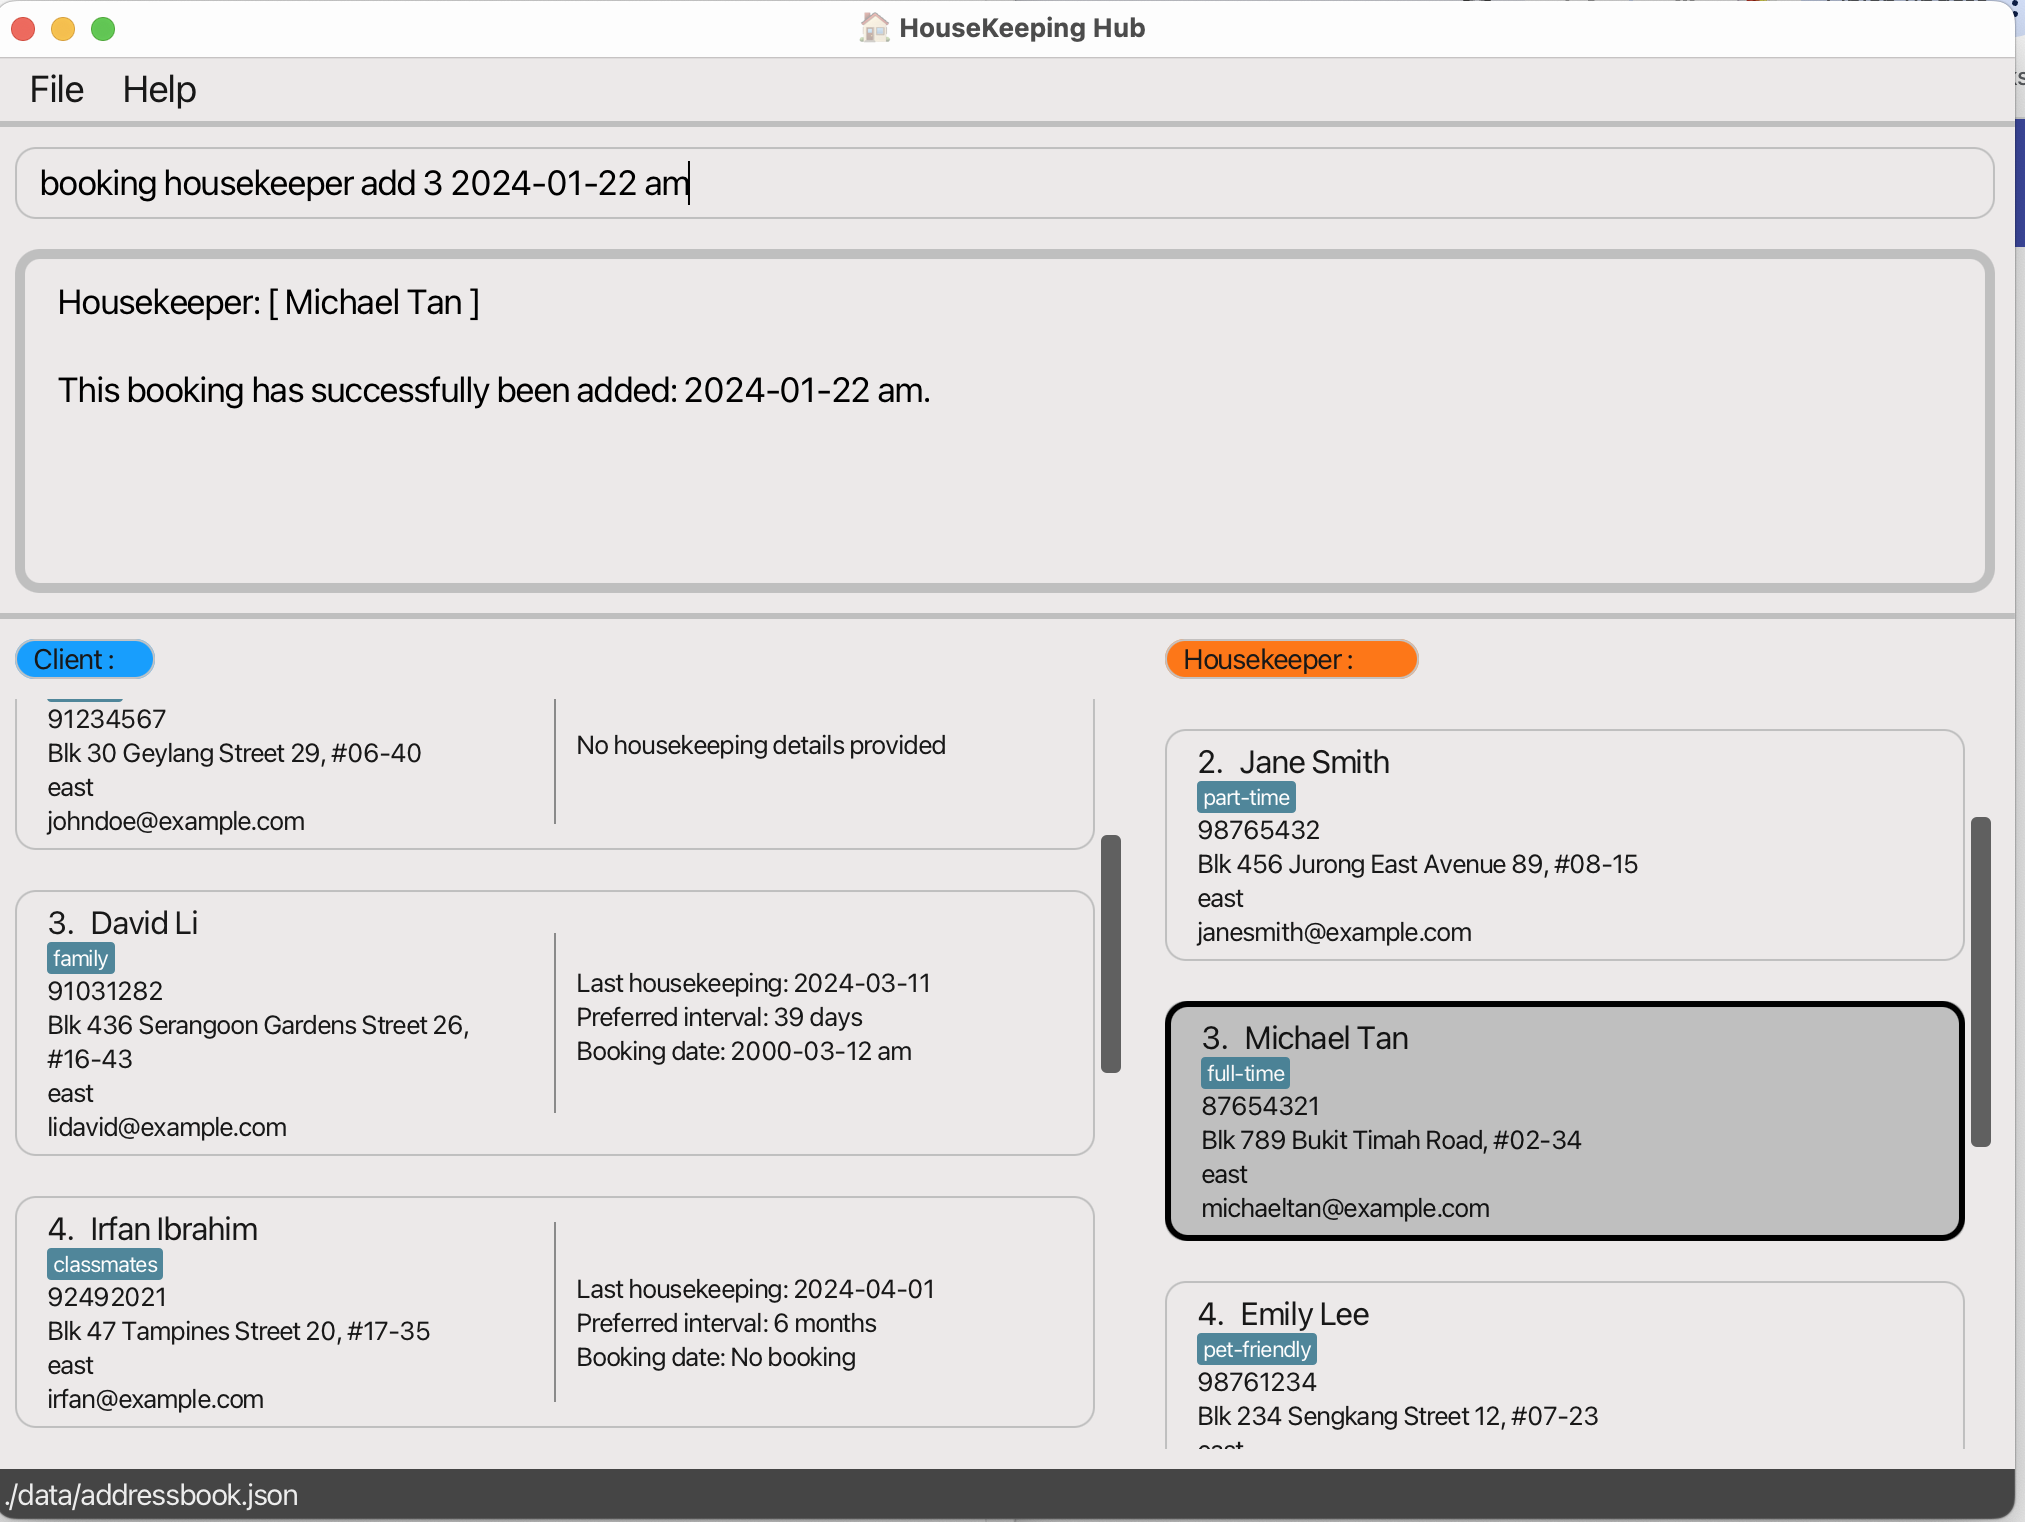 HouseKeeping Hub
File Help
booking housekeeper add 3 2024-01-22 am
Housekeeper: [ Michael Tan ]
This booking has successfully been added: 2024-01-22 am.
Client :
91234567
Blk 30 Geylang Street 29, #06-40
east
johndoe@example.com
No housekeeping details provided
3. David Li
family
91031282
Blk 436 Serangoon Gardens Street 26,
#16-43
east
lidavid@example.com
Last housekeeping: 2024-03-11
Preferred interval: 39 days
Booking date: 2000-03-12 am
4. Irfan Ibrahim
classmates
92492021
Blk 47 Tampines Street 20, #17-35
east
irfan@example.com
Last housekeeping: 2024-04-01
Preferred interval: 6 months
Booking date: No booking
Housekeeper :
2. Jane Smith
part-time
98765432
Blk 456 Jurong East Avenue 89, #08-15
east
janesmith@example.com
3. Michael Tan
full-time
87654321
Blk 789 Bukit Timah Road, #02-34
east
michaeltan@example.com
4. Emily Lee
pet-friendly
98761234
Blk 234 Sengkang Street 12, #07-23
east
./data/addressbook.json